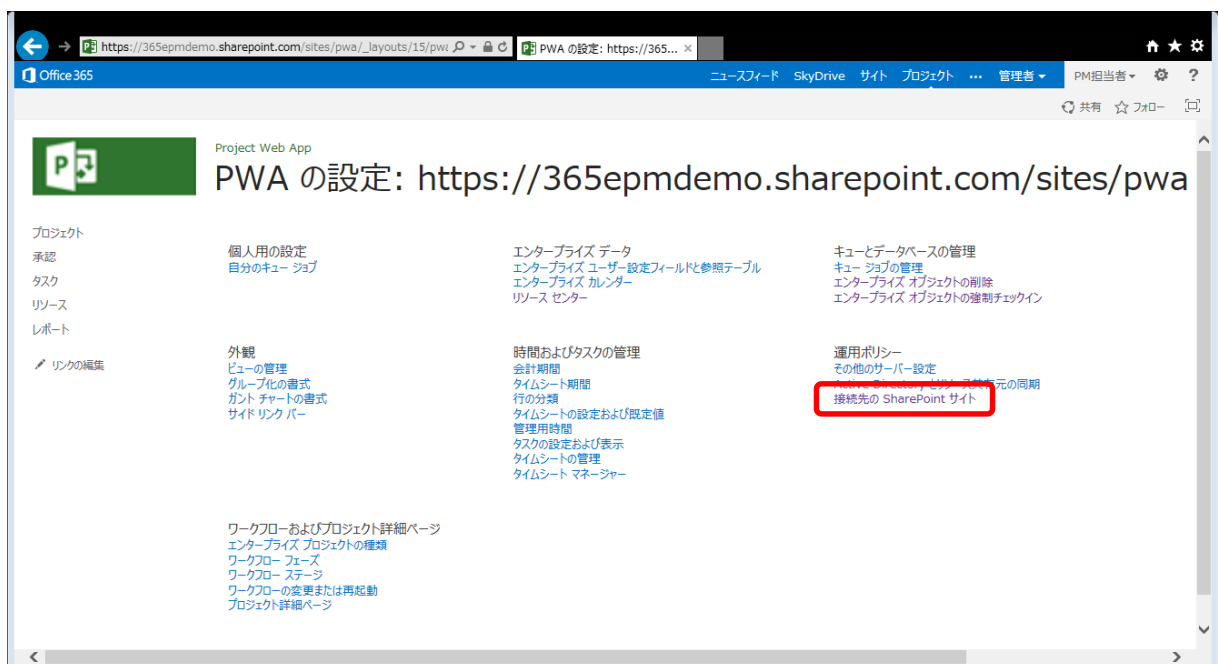 https://365epmdemo.sharepoint.com/sites/pwa/_layouts/15/pwa
PWA の設定: https://365...
Office 365
ニュースフィード SkyDrive サイト プロジェクト ••• 管理者 PM担当者 ?
共有 フォロー
Project Web App
PWA の設定: https://365epmdemo.sharepoint.com/sites/pwa
プロジェクト
承認
タスク
リソース
レポート
リンクの編集
個人用の設定
自分のキュー ジョブ
エンタープライズ データ
エンタープライズ ユーザー設定フィールドと参照テーブル
エンタープライズ カレンダー
リソース センター
キューとデータベースの管理
キュー ジョブの管理
エンタープライズ オブジェクトの削除
エンタープライズ オブジェクトの強制チェックイン
外観
ビューの管理
グループ化の書式
ガント チャートの書式
サイド リンク バー
時間およびタスクの管理
会計期間
タイムシート期間
行の分類
タイムシートの設定および既定値
管理用時間
タスクの設定および表示
タイムシートの管理
タイムシート マネージャー
運用ポリシー
その他のサーバー設定
Active Directory とリソース共有元の同期
接続先の SharePoint サイト
ワークフローおよびプロジェクト詳細ページ
エンタープライズ プロジェクトの種類
ワークフロー フェーズ
ワークフロー ステージ
ワークフローの変更または再起動
プロジェクト詳細ページ